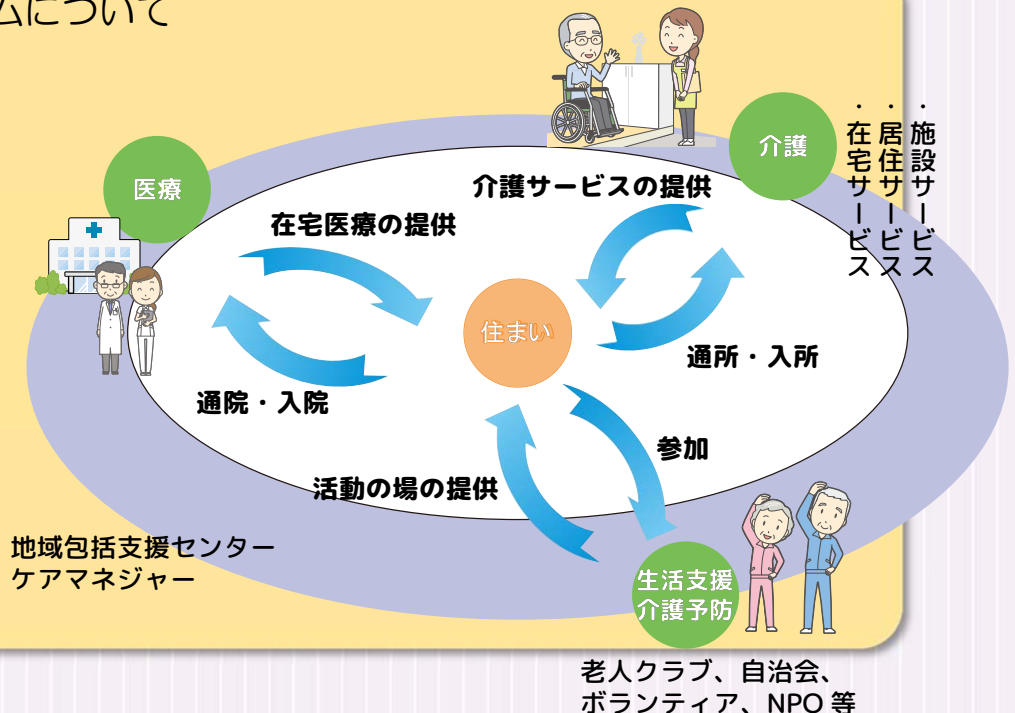 ムについて
医療
介護
・施設サービス
・居住サービス
・在宅サービス
介護サービスの提供
在宅医療の提供
住まい
通所・入所
通院・入院
参加
活動の場の提供
地域包括支援センター
ケアマネジャー
生活支援
介護予防
老人クラブ、自治会、
ボランティア、NPO 等